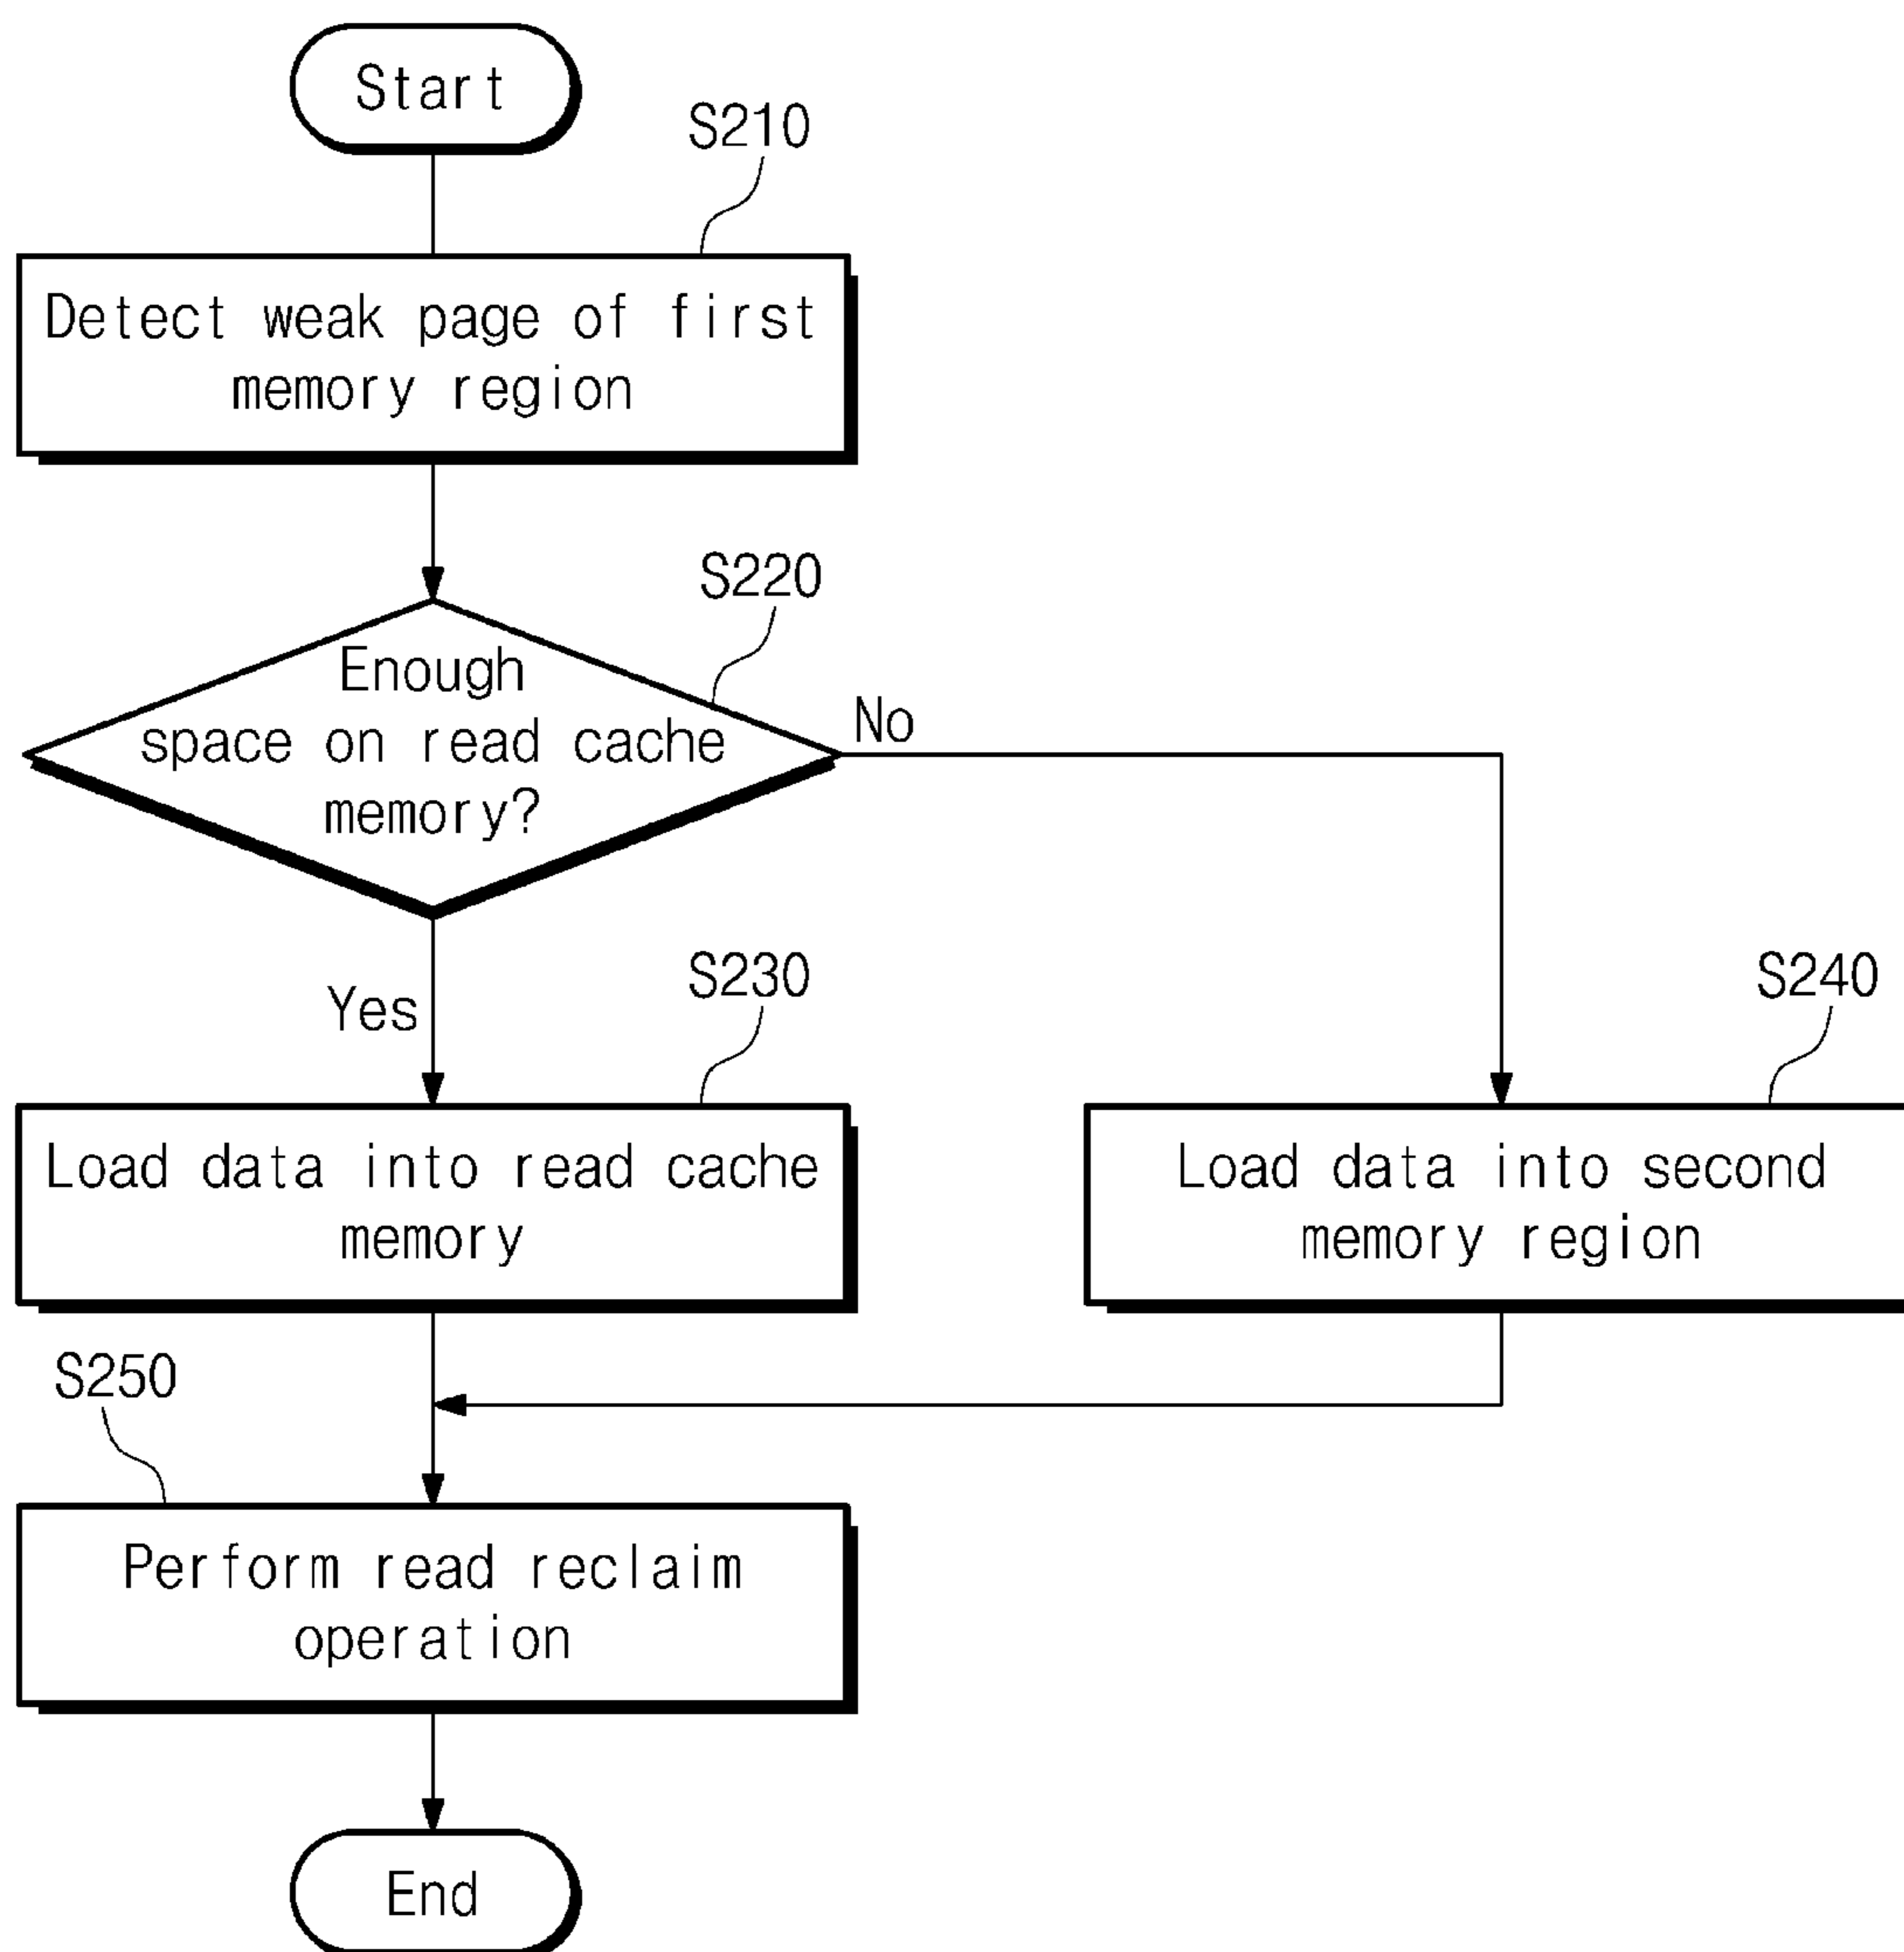 Start
S210
Detect weak page of first
memory region
S220
Enough
space on read cache
memory?
No
Yes
S230
S240
Load data into read cache
memory
Load data into second
memory region
S250
Perform read reclaim
operation
End